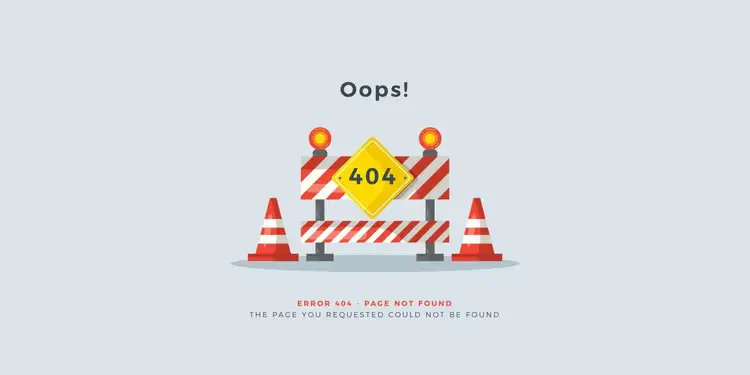 Oops!
404
ERROR 404 - PAGE NOT FOUND
THE PAGE YOU REQUESTED COULD NOT BE FOUND